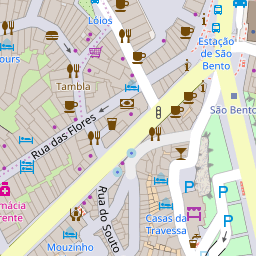 Lóios
Estação
de São
Bento
ours
Tambla
São Bento
Rua das Flores
mácia
rente
Rua do Souto
Casas da
Travessa
Mouzinho